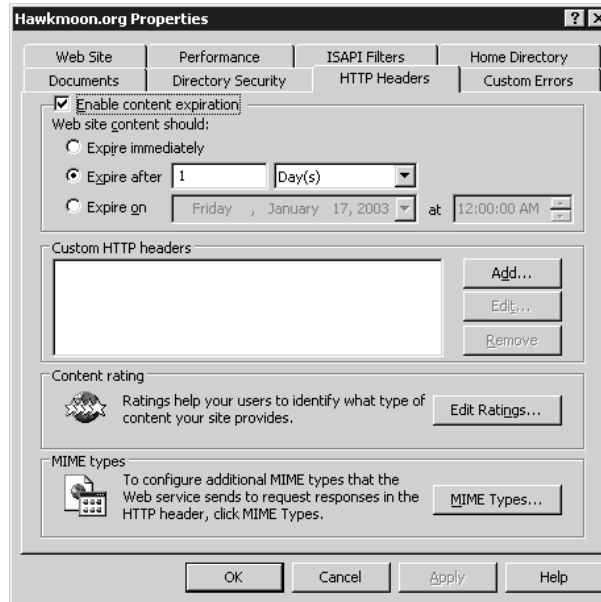 Hawkmoon.org Properties
Web Site Performance ISAPI Filters Home Directory
Documents Directory Security HTTP Headers Custom Errors
Enable content expiration
Web site content should:
Expire immediately
Expire after 1 Day(s)
Expire on Friday , January 17, 2003 at 12:00:00 AM
Custom HTTP headers
Add...
Edit...
Remove
Content rating
Ratings help your users to identify what type of
content your site provides.
Edit Ratings...
MIME types
To configure additional MIME types that the
Web service sends to request responses in the
HTTP header, click MIME Types.
MIME Types...
OK Cancel Apply Help